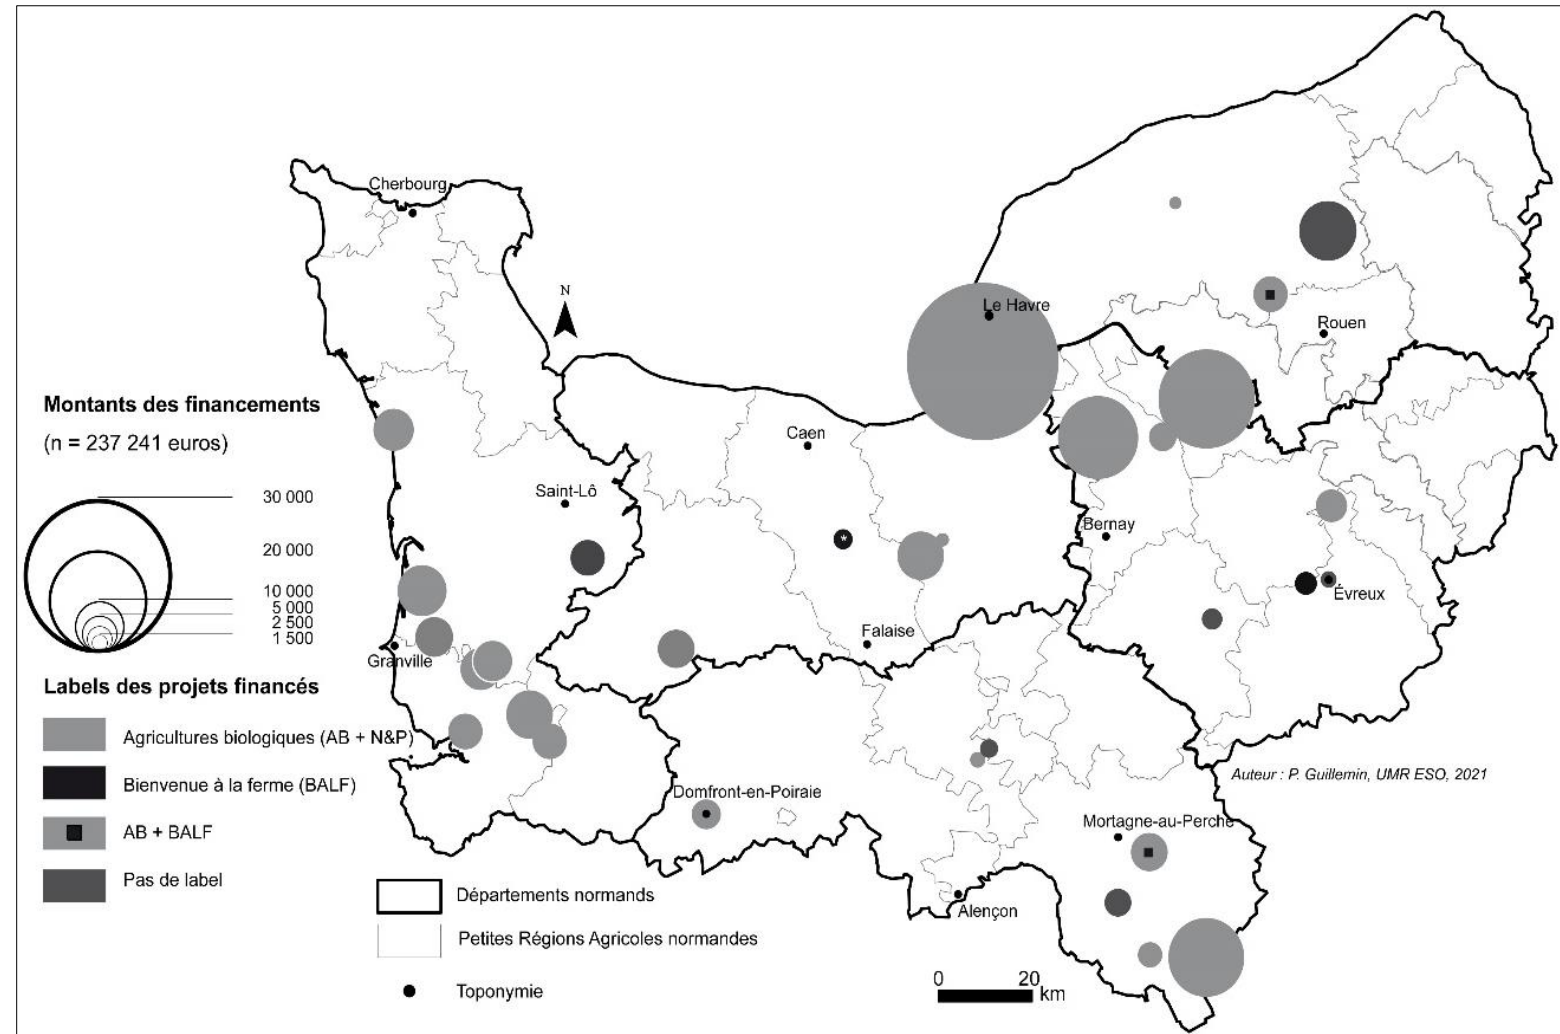 Cherbourg
N
Le Havre
Rouen
Montants des financements
(n = 237 241 euros)
30 000
20 000
10 000
5 000
2 500
1 500
Caen
Saint-Lô
Bernay
Évreux
Falaise
Granville
Labels des projets financés
Agricultures biologiques (AB + N&P)
Bienvenue à la ferme (BALF)
AB + BALF
Pas de label
Auteur : P. Guillemin, UMR ESO, 2021
Domfront-en-Poiraie
Mortagne-au-Perche
Alençon
Départements normands
Petites Régions Agricoles normandes
Toponymie
0 20
km